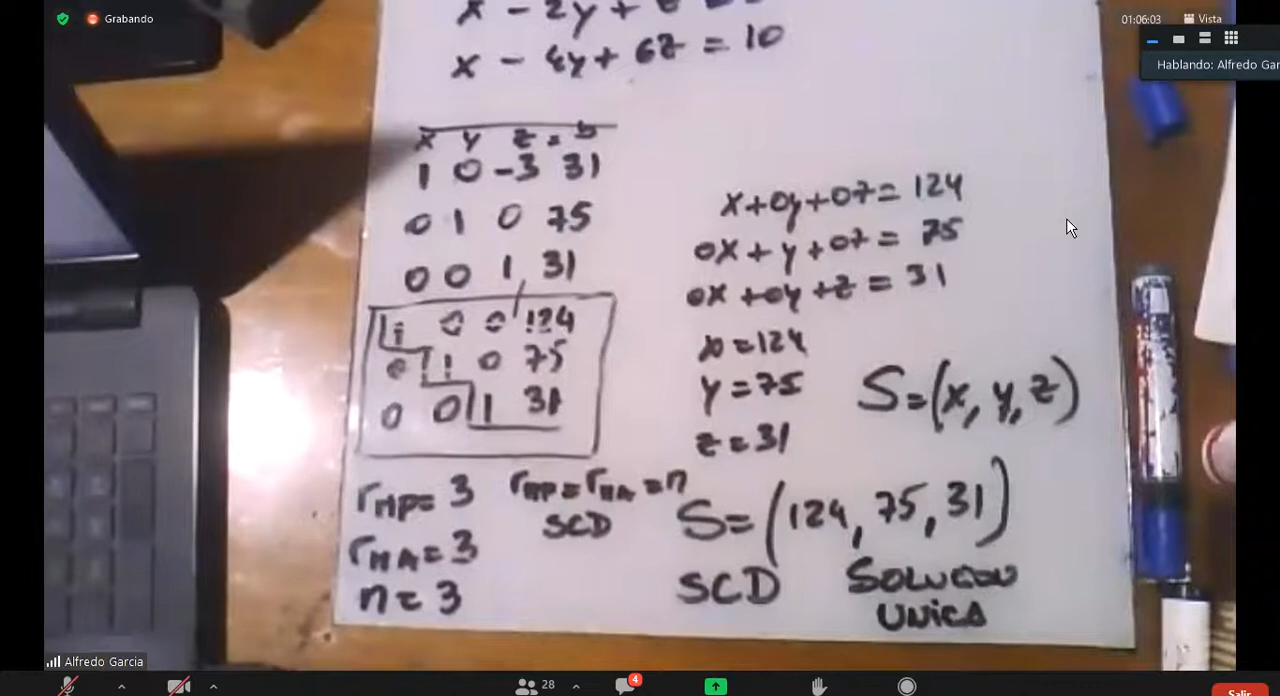 Grabando
01:06:03
Vista
Hablando: Alfredo Gar
x - 2y +
x - 4y + 6z = 10
x y z = b
1 0 -3 31
0 1 0 75
0 0 1 31
1 0 0 124
0 1 0 75
0 0 1 31
rMP = 3
rMA = 3
n = 3
rMP = rMA = n
SCD
x + 0y + 0z = 124
0x + y + 0z = 75
0x + 0y + z = 31
x = 124
y = 75
z = 31
S = (x, y, z)
S = (124, 75, 31)
SCD
SOLUCION
UNICA
Alfredo Garcia
28
4
Salir